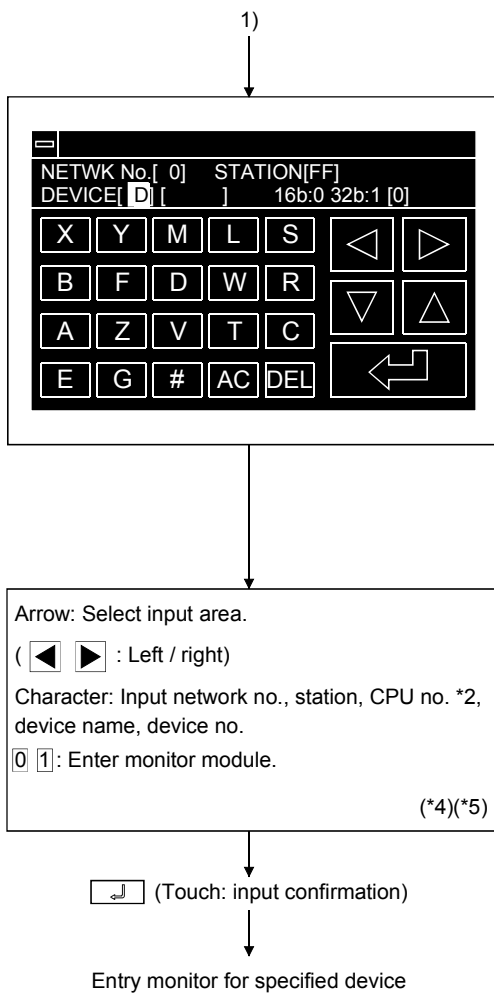 1)
NETWK No.[ 0] STATION[FF]
DEVICE[ D] [ ] 16b:0 32b:1 [0]
X Y M L S
B F D W R
A Z V T C
E G # AC DEL
Arrow: Select input area.
( ◀ ▶ : Left / right)
Character: Input network no., station, CPU no. *2,
device name, device no.
0 1 : Enter monitor module.
(*4)(*5)
(Touch: input confirmation)
Entry monitor for specified device